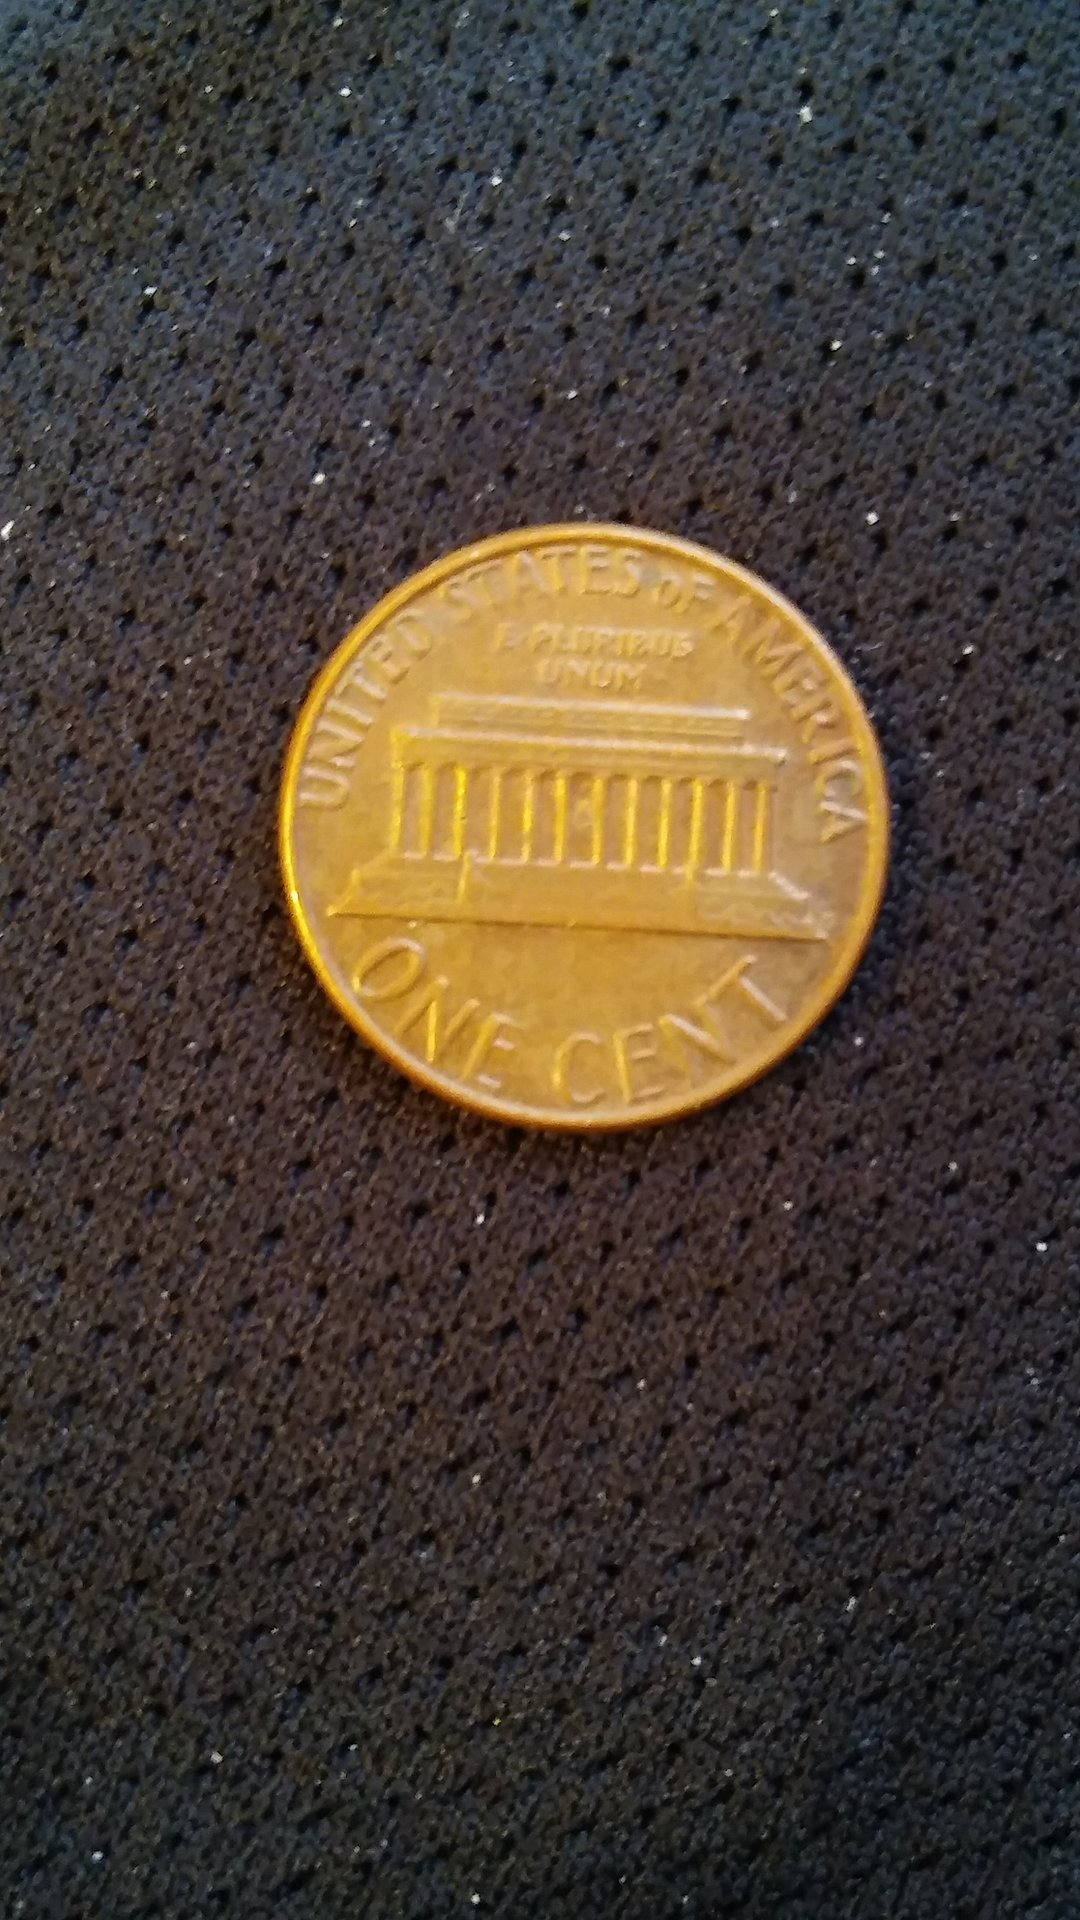 UNITED STATES OF AMERICA
E PLURIBUS
UNUM
ONE CENT